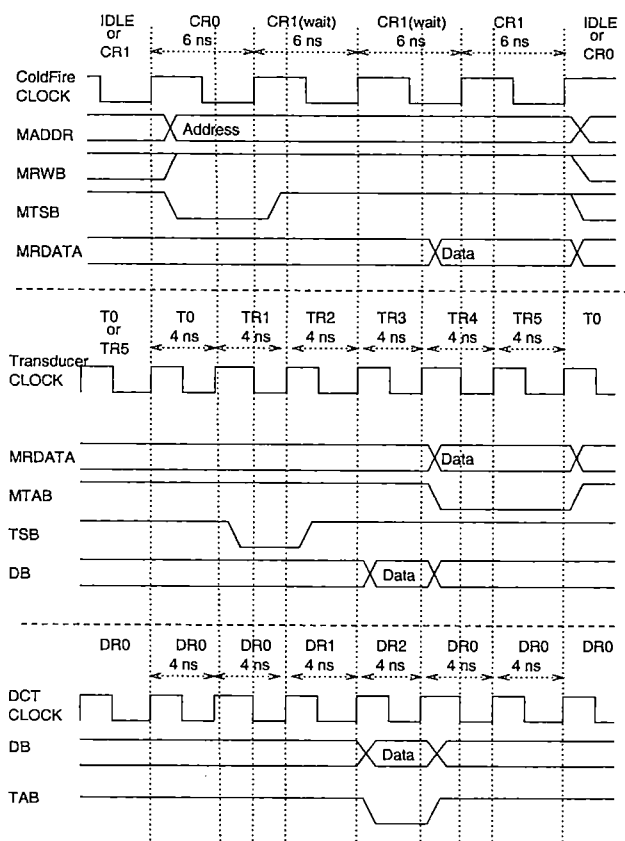 IDLE or CR1 CR0 6 ns CR1(wait) 6 ns CR1(wait) 6 ns CR1 6 ns IDLE or CR0
ColdFire CLOCK
MADDR Address
MRWB
MTSB
MRDATA Data
T0 or TR5 T0 4 ns TR1 4 ns TR2 4 ns TR3 4 ns TR4 4 ns TR5 4 ns T0
Transducer CLOCK
MRDATA Data
MTAB
TSB
DB Data
DR0 DR0 4 ns DR0 4 ns DR1 4 ns DR2 4 ns DR0 4 ns DR0 4 ns DR0
DCT CLOCK
DB Data
TAB